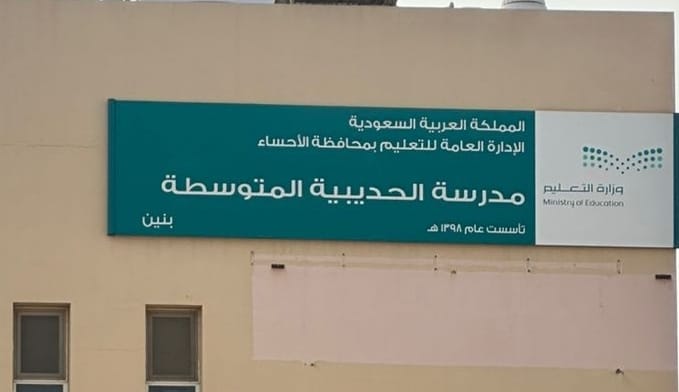 المملكة العربية السعودية
الإدارة العامة للتعليم بمحافظة الأحساء
مدرسة الحديبية المتوسطة
بنين
تأسست عام ١٣٩٨ هـ
وزارة التعـــليم
Ministry of Education